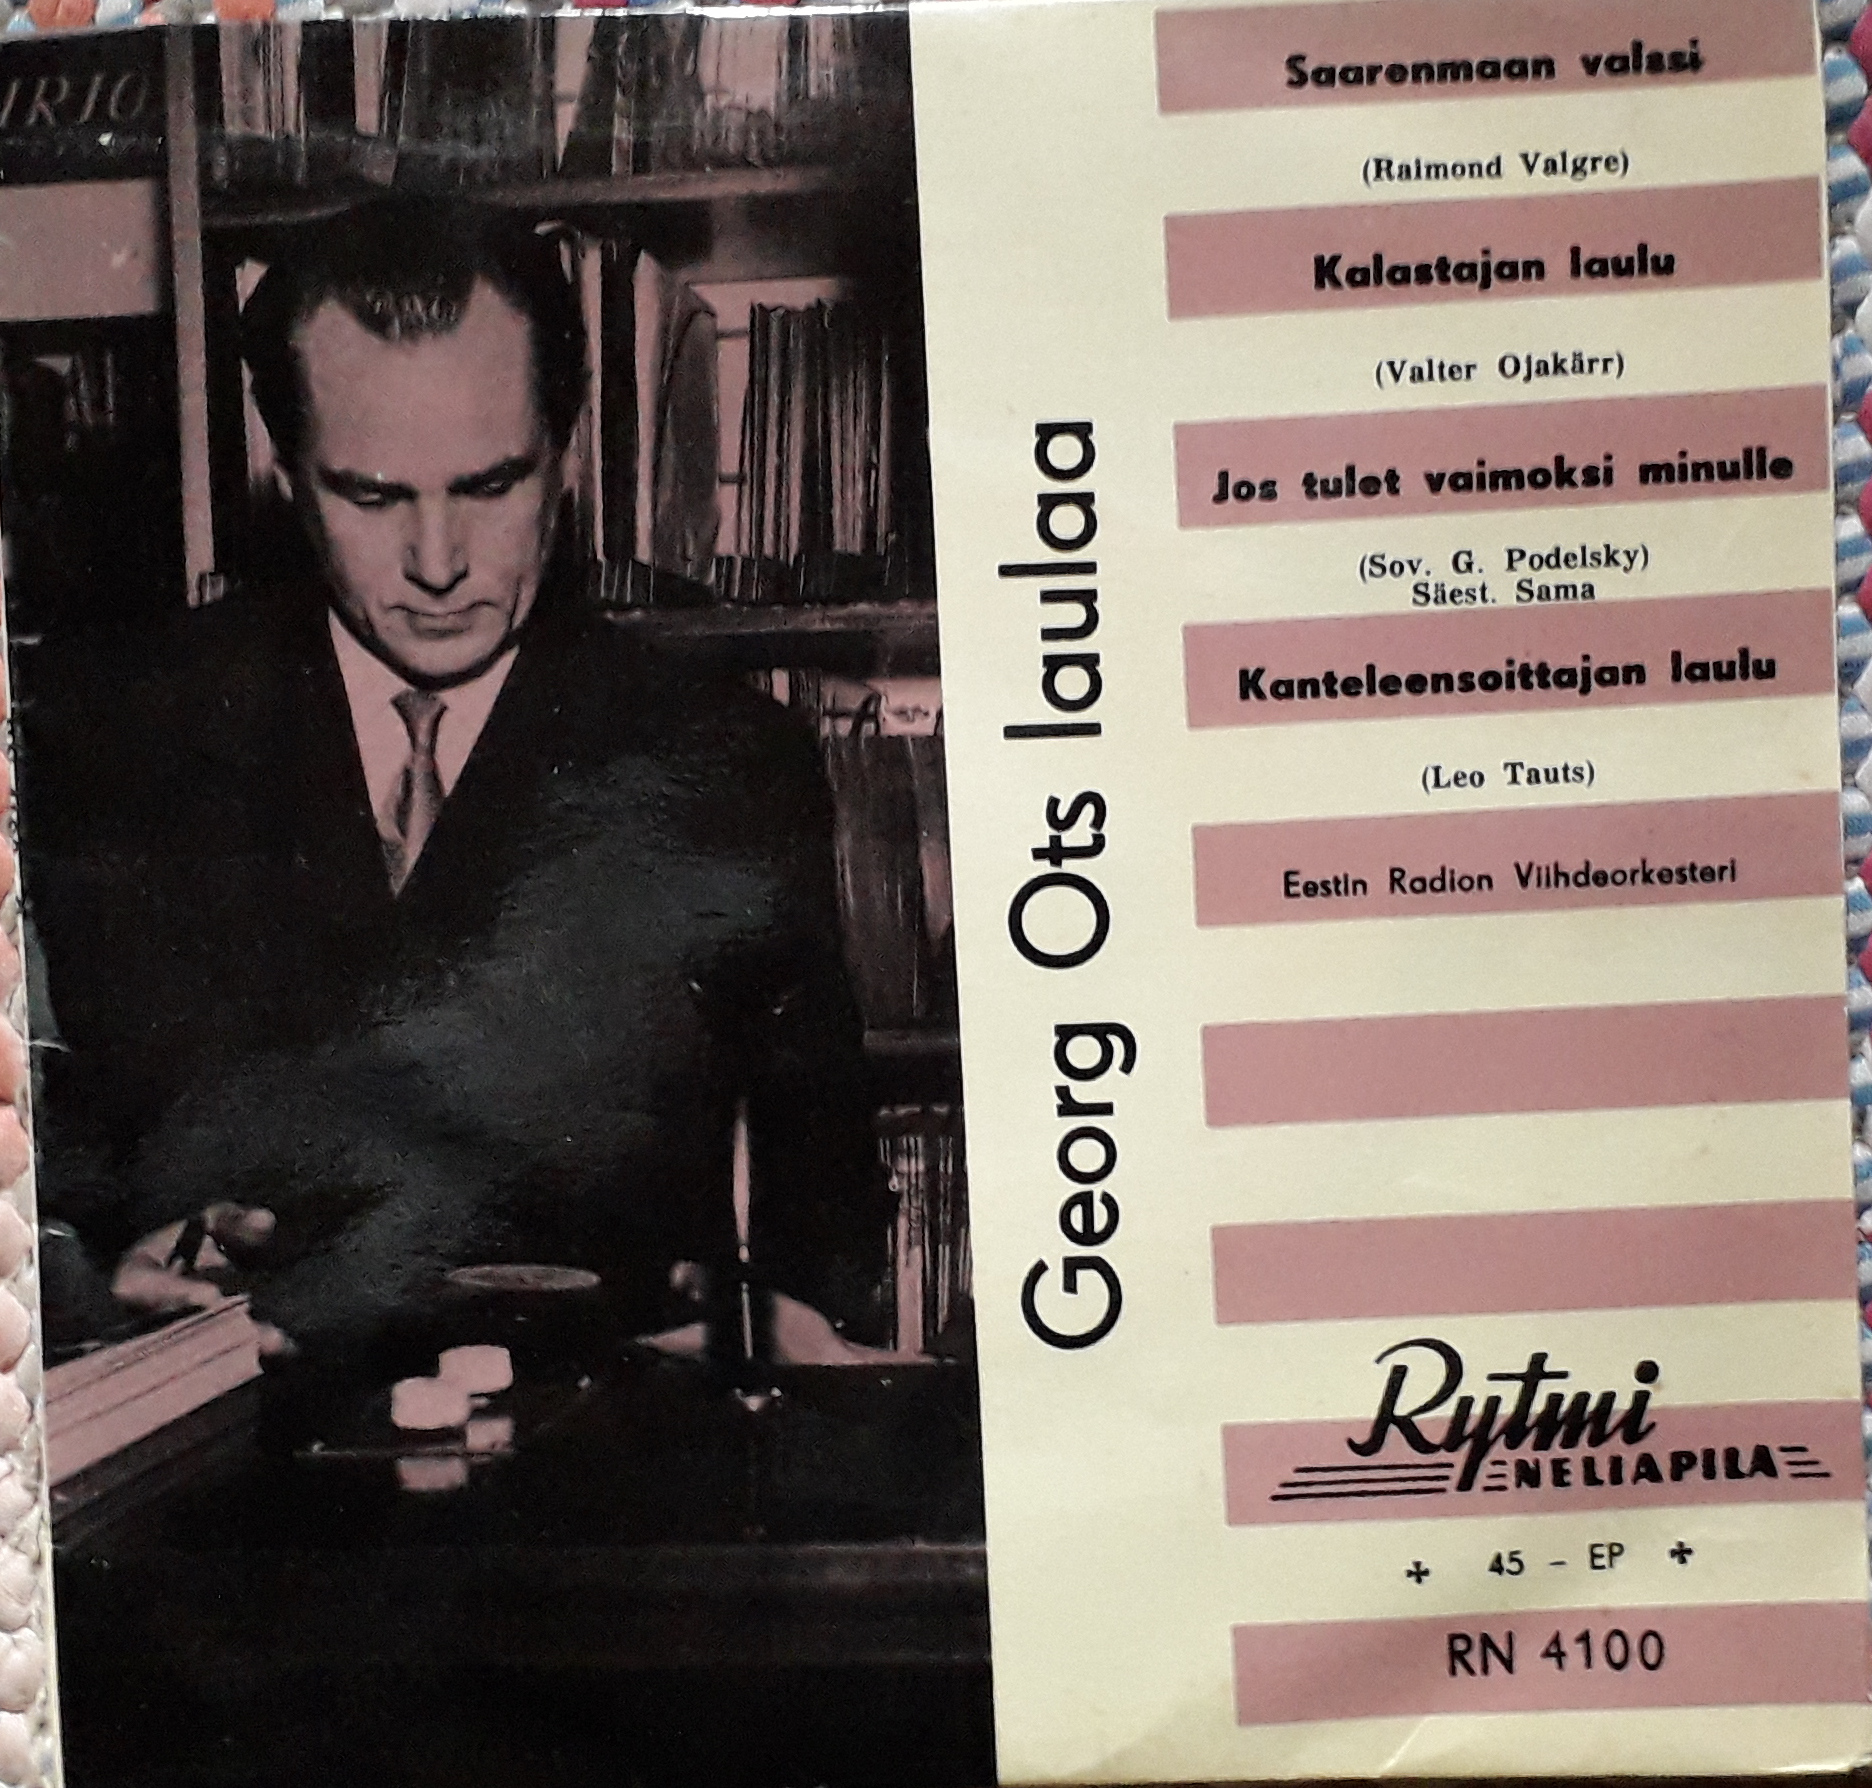 Georg Ots laulaa
Saarenmaan valssi
(Raimond Valgre)
Kalastajan laulu
(Valter Ojakärr)
Jos tulet vaimoksi minulle
(Sov. G. Podelsky)
Säest. Sama
Kanteleensoittajan laulu
(Leo Tauts)
Eestin Radion Viihdeorkesteri
Rytmi
NELIAPILA
45 - EP
RN 4100